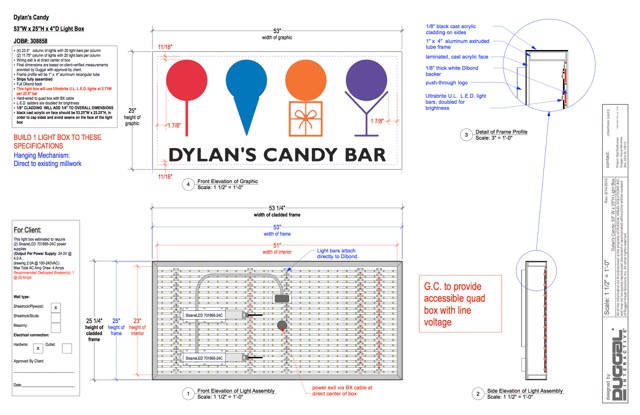 Dylan's Candy
53"W x 25"H x 4"D Light Box
JOB#: 308858
• (4) 23.5" column of lights with 20 light bars per column
(2) 11.75" column of lights with 20 light bars per column
• Wiring exit is at direct center of box
• Final dimensions are based on client-verified measurements
provided by Duggal with approval by client.
• Frame profile will be 1" x 4" aluminum rectangular tube
• Ships fully assembled
• Full Dibond back
• This light box will use Ultrabrite U.L. L.E.D. lights at 3.71W
per 23.5" bar
• Hard-wired to quad box with BX cable
• L.E.D. ladders are doubled for brightness
• 1/8" CLADDING WILL ADD 1/4" TO OVERALL DIMENSIONS
• black cast acrylic on face should be 53.25"W x 25.25"H, in
order to cap sides and avoid seams on the face of the light
box
BUILD 1 LIGHT BOX TO THESE
SPECIFICATIONS
Hanging Mechanism:
Direct to existing millwork
53"
width of graphic
11/16"
25"
height of
graphic
1 7/8"
1 7/8"
DYLAN'S CANDY BAR
11/16"
4
Front Elevation of Graphic
Scale: 1 1/2" = 1'-0"
1/8" black cast acrylic
cladding on sides
1" x 4" aluminum extruded
tube frame
laminated, cast acrylic face
1/8" thick white Dibond
backer
push-through logo
Ultrabrite U.L. L.E.D. light
bars, doubled for
brightness
3
Detail of Frame Profile
Scale: 3" = 1'-0"
For Client:
This light box estimated to require
(2) SloanLED 701895-24C power
supplies
(Output Per Power Supply: 24.0V @
4.0 A,
drawing 2.0A @ 100-240VAC)
Max Total AC Amp Draw: 4 Amps
Recommended Dedicated Breaker(s): 1
@ 20 Amps
Wall type:
Sheetrock/Plywood: X
Sheetrock/Studs:
Masonry:
Electrical connection:
Hardwire X Outlet:
Approved By Client:
Date
53 1/4"
width of cladded frame
53"
width of frame
51"
width of interior
Light bars attach
directly to Dibond.
25 1/4"
height of
cladded
frame
25"
height of
frame
23"
height of
interior
SloanLED 701895-24C
SloanLED 701895-24C
power exit via BX cable at
direct center of box
1
Front Elevation of Light Assembly
Scale: 1 1/2" = 1'-0"
G.C. to provide
accessible quad
box with line
voltage
2
Side Elevation of Light Assembly
Scale: 1 1/2" = 1'-0"
contact:
Scale: 1 1/2" = 1'-0"
designed by:
DUGGAL